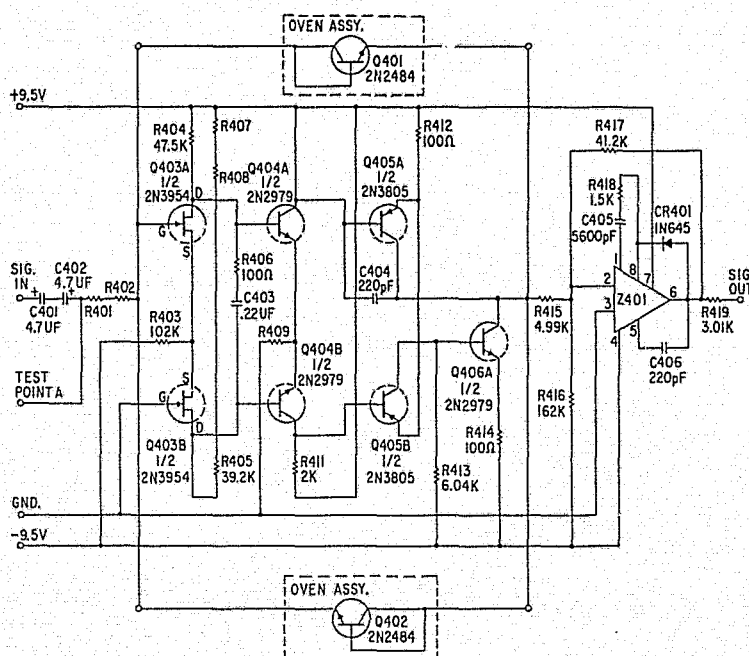 OVEN ASSY.
Q401
2N2484
+9.5V
R404
47.5K
R407
R408
Q403A
1/2
2N3954
D
G
S
Q404A
1/2
2N2979
Q405A
1/2
2N3805
R412
100Ω
R417
41.2K
R418
1.5K
C405
5600pF
CR401
1N645
SIG.
IN
+
C401
4.7UF
+
C402
4.7UF
R401
R402
R403
102K
R406
100Ω
C403
.22UF
R409
C404
220pF
R415
4.99K
1
8
7
2
3
Z401
6
5
4
C406
220pF
SIG
OUT
R419
3.01K
TEST
POINT A
S
G
D
Q403B
1/2
2N3954
R405
39.2K
Q404B
1/2
2N2979
R411
2K
Q405B
1/2
2N3805
Q406A
1/2
2N2979
R414
100Ω
R413
6.04K
R416
162K
GND.
-9.5V
OVEN ASSY.
Q402
2N2484